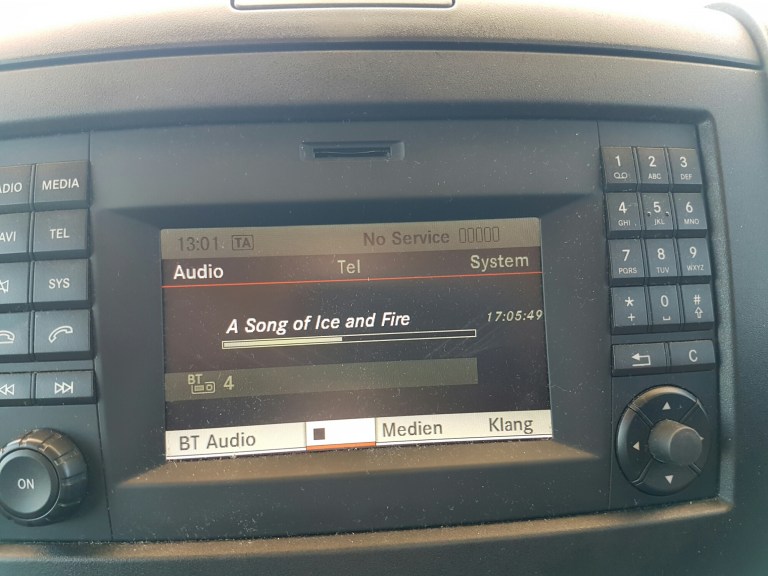 MEDIA
TEL
SYS
ON
13:01 TA No Service
Audio Tel System
A Song of Ice and Fire 17:05:49
BT 4
BT Audio Medien Klang
1 2 ABC 3 DEF
4 GHI 5 JKL 6 MNO
7 PQRS 8 TUV 9 WXYZ
* + 0 #
C